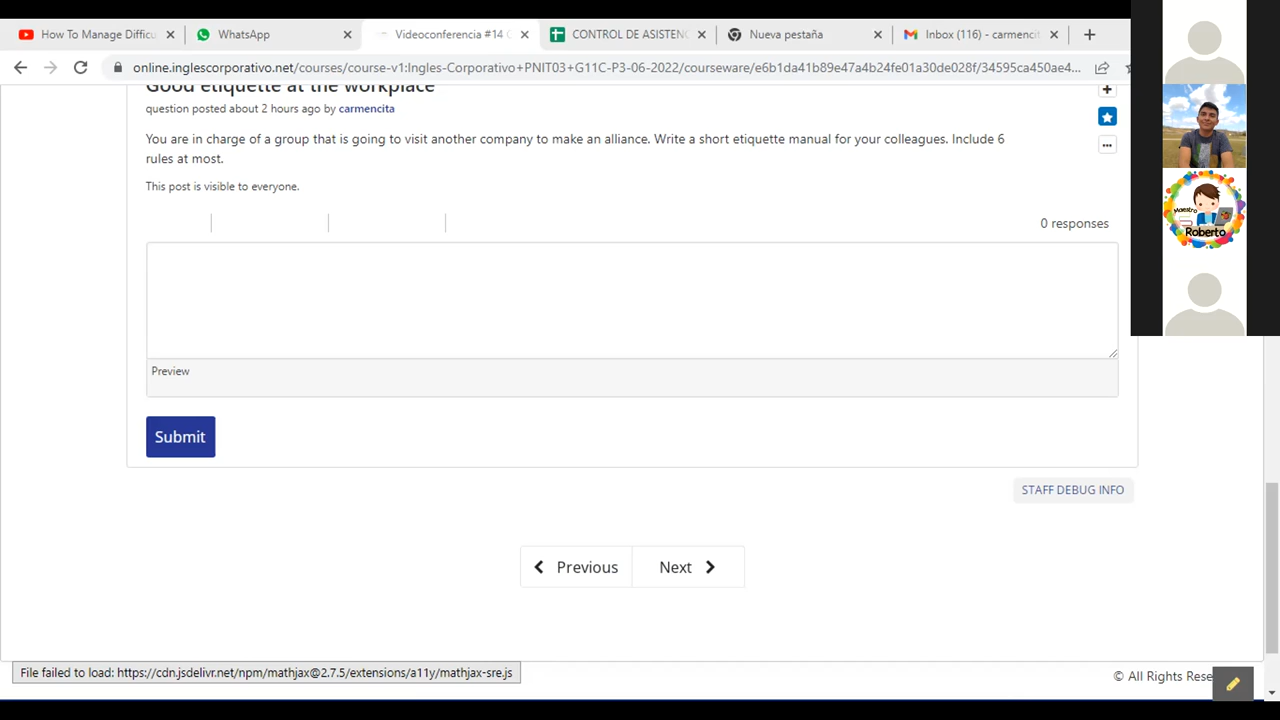 How To Manage Difficu
WhatsApp
Videoconferencia #14 C
CONTROL DE ASISTENC
Nueva pestaña
Inbox (116) - carmencit
online.inglescorporativo.net/courses/course-v1:Ingles-Corporativo+PNIT03+G11C-P3-06-2022/courseware/e6b1da41b89e47a4b24fe01a30de028f/34595ca450ae4...
Good etiquette at the workplace
question posted about 2 hours ago by carmencita
You are in charge of a group that is going to visit another company to make an alliance. Write a short etiquette manual for your colleagues. Include 6
rules at most.
This post is visible to everyone.
0 responses
Preview
Submit
STAFF DEBUG INFO
Previous
Next
File failed to load: https://cdn.jsdelivr.net/npm/mathjax@2.7.5/extensions/a11y/mathjax-sre.js
© All Rights Rese
Maestro
Roberto